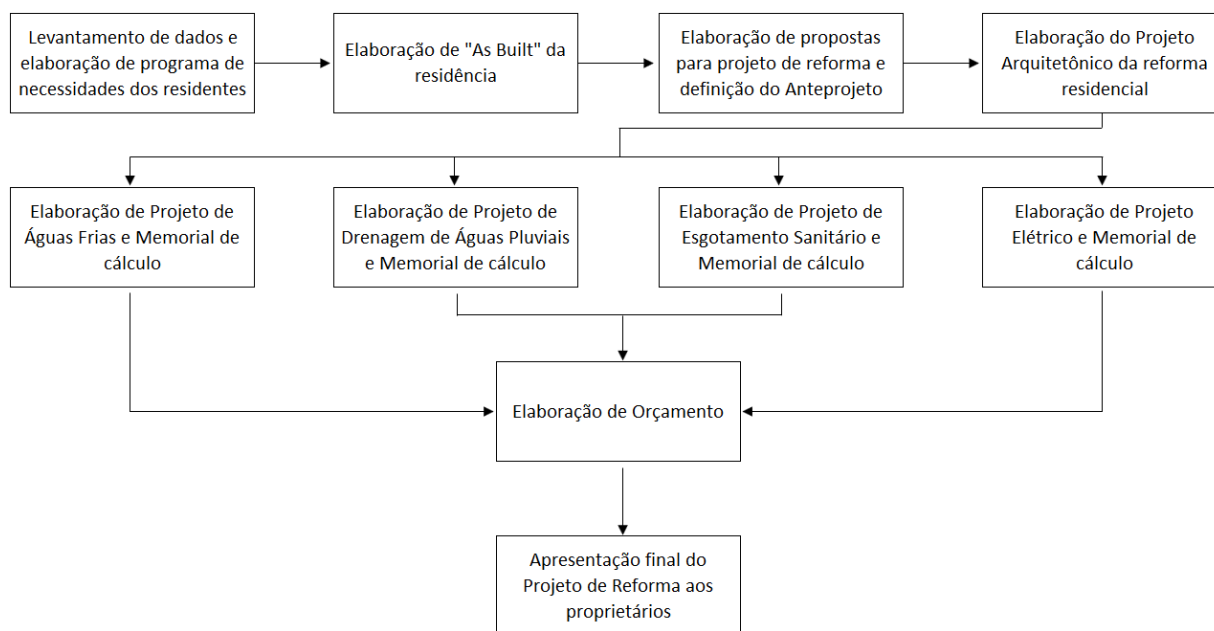 Levantamento de dados e
elaboração de programa de
necessidades dos residentes
Elaboração de "As Built" da
residência
Elaboração de propostas
para projeto de reforma e
definição do Anteprojeto
Elaboração do Projeto
Arquitetônico da reforma
residencial
Elaboração de Projeto de
Águas Frias e Memorial de
cálculo
Elaboração de Projeto de
Drenagem de Águas Pluviais
e Memorial de cálculo
Elaboração de Projeto de
Esgotamento Sanitário e
Memorial de cálculo
Elaboração de Projeto
Elétrico e Memorial de
cálculo
Elaboração de Orçamento
Apresentação final do
Projeto de Reforma aos
proprietários